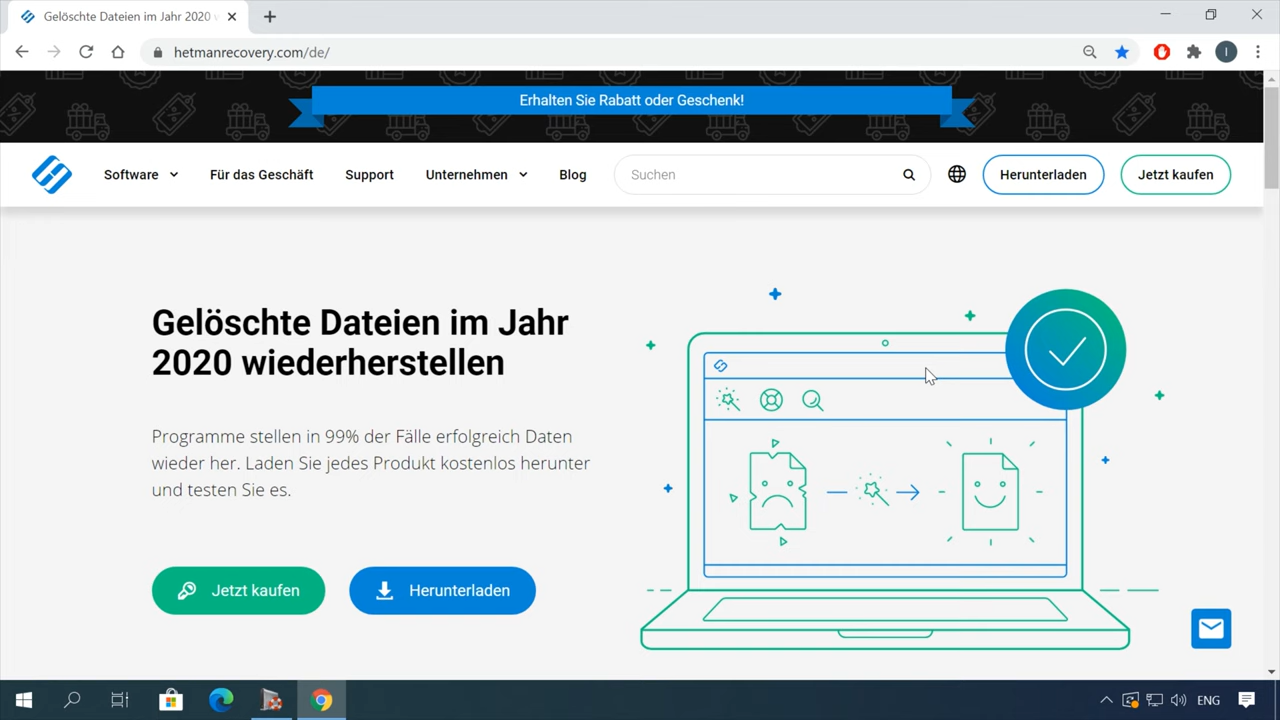 Gelöschte Dateien im Jahr 2020
hetmanrecovery.com/de/
I
Erhalten Sie Rabatt oder Geschenk!
Software
Für das Geschäft
Support
Unternehmen
Blog
Suchen
Herunterladen
Jetzt kaufen
Gelöschte Dateien im Jahr
2020 wiederherstellen
Programme stellen in 99% der Fälle erfolgreich Daten
wieder her. Laden Sie jedes Produkt kostenlos herunter
und testen Sie es.
Jetzt kaufen
Herunterladen
ENG